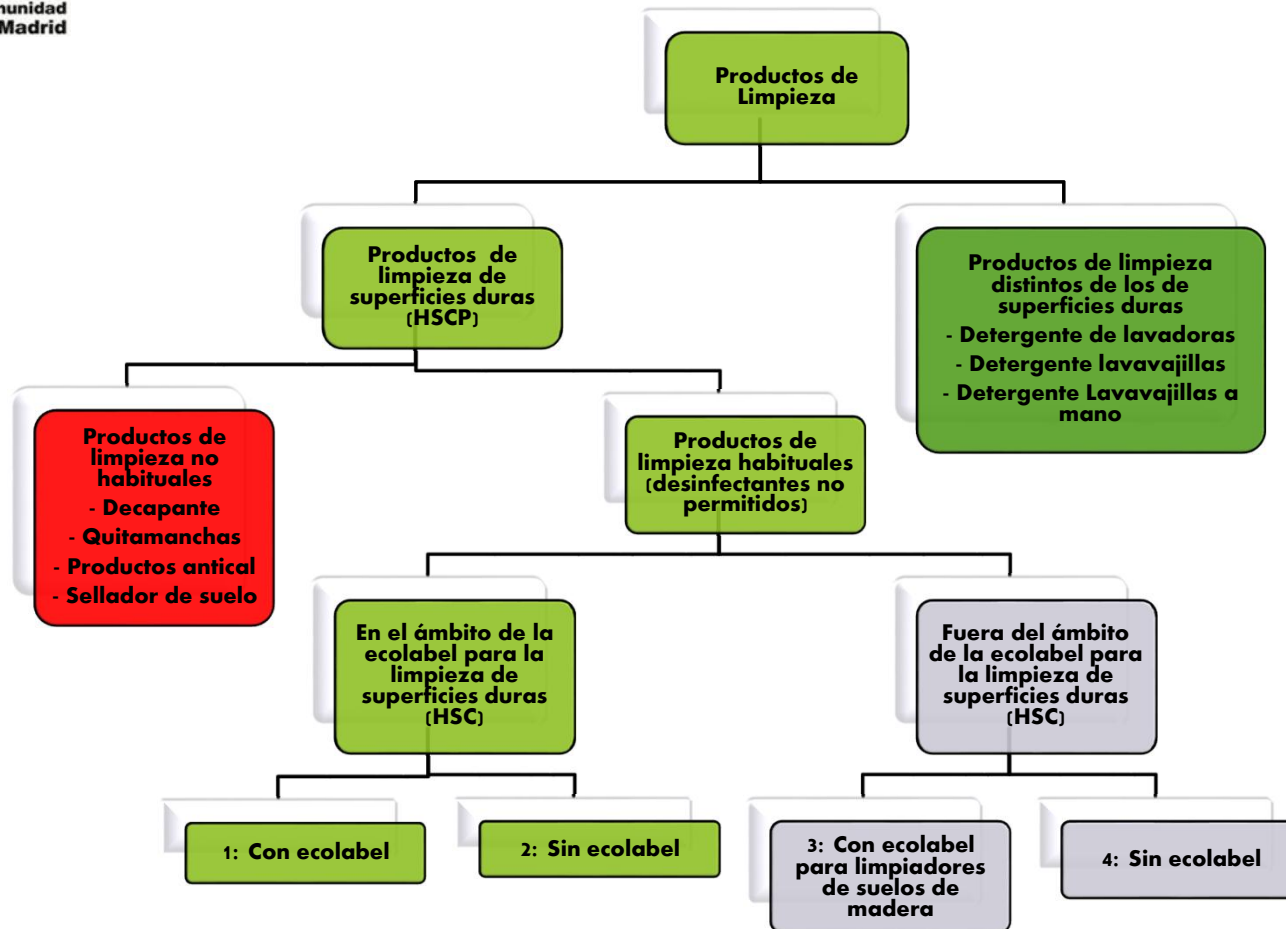 Madrid
Productos de
Limpieza
Productos de
limpieza de
superficies duras
(HSCP)
Productos de limpieza
distintos de los de
superficies duras
- Detergente de lavadoras
- Detergente lavavajillas
- Detergente Lavavajillas a
mano
Productos de
limpieza no
habituales
- Decapante
- Quitamanchas
- Productos antical
- Sellador de suelo
Productos de
limpieza habituales
(desinfectantes no
permitidos)
En el ámbito de la
ecolabel para la
limpieza de
superficies duras
(HSC)
Fuera del ámbito
de la ecolabel para
la limpieza de
superficies duras
(HSC)
1: Con ecolabel
2: Sin ecolabel
3: Con ecolabel
para limpiadores
de suelos de
madera
4: Sin ecolabel